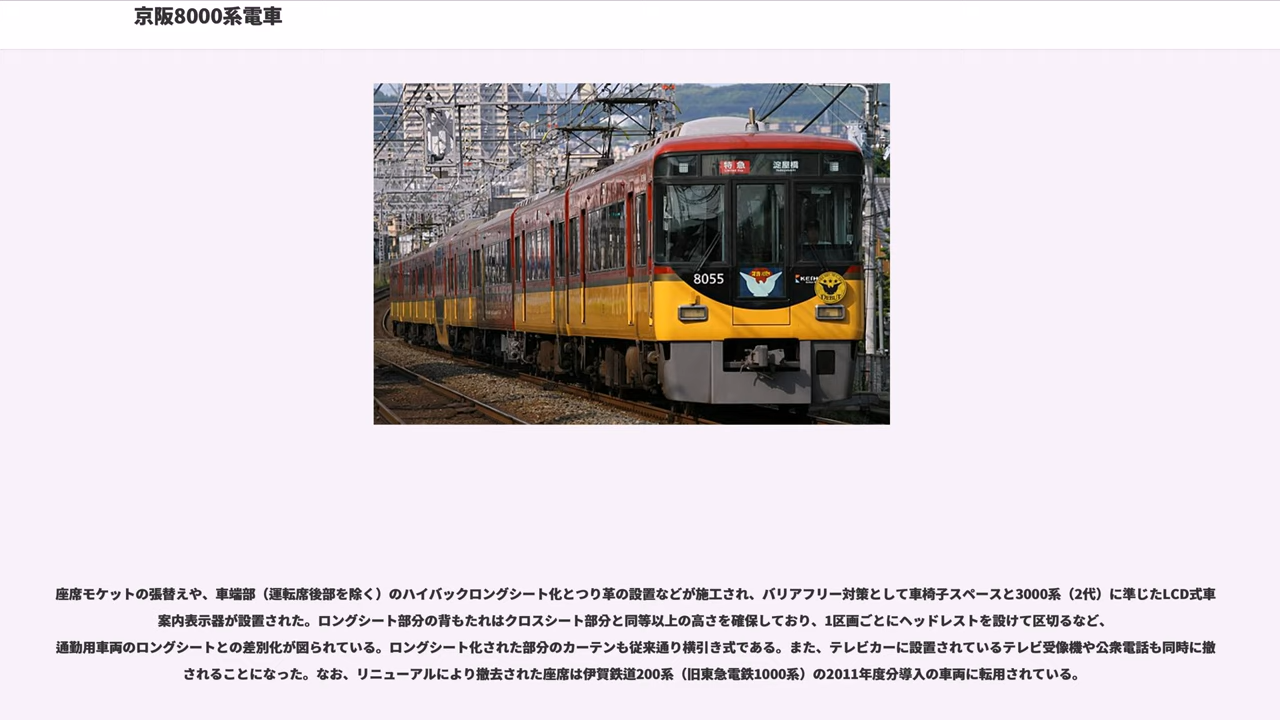 京阪8000系電車
特急
淀屋橋
8055
座席モケットの張替えや、車端部（運転席後部を除く）のハイバックロングシート化とつり革の設置などが施工され、バリアフリー対策として車椅子スペースと3000系（2代）に準じたLCD式車
案内表示器が設置された。ロングシート部分の背もたれはクロスシート部分と同等以上の高さを確保しており、1区画ごとにヘッドレストを設けて区切るなど、
通勤用車両のロングシートとの差別化が図られている。ロングシート化された部分のカーテンも従来通り横引き式である。また、テレビカーに設置されているテレビ受像機や公衆電話も同時に撤
されることになった。なお、リニューアルにより撤去された座席は伊賀鉄道200系（旧東急電鉄1000系）の2011年度分導入の車両に転用されている。